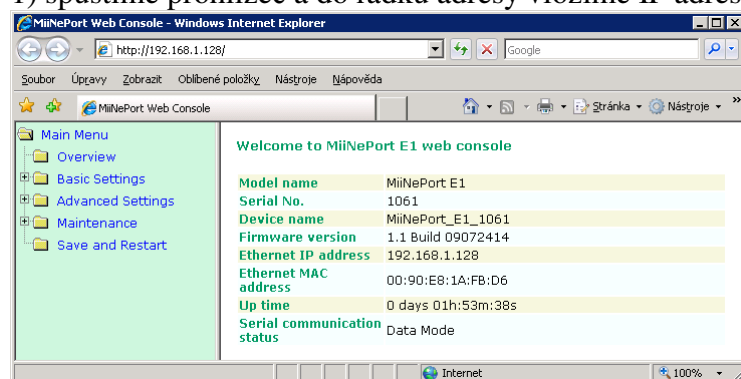 1) spustíme prohlížeč a do řádku adresy vložíme IP adres
MiiNePort Web Console - Windows Internet Explorer
http://192.168.1.128/
Google
Soubor Úpravy Zobrazit Oblíbené položky Nástroje Nápověda
MiiNePort Web Console
Stránka Nástroje »
Main Menu
Overview
Basic Settings
Advanced Settings
Maintenance
Save and Restart
Welcome to MiiNePort E1 web console
Model name MiiNePort E1
Serial No. 1061
Device name MiiNePort_E1_1061
Firmware version 1.1 Build 09072414
Ethernet IP address 192.168.1.128
Ethernet MAC
address 00:90:E8:1A:FB:D6
Up time 0 days 01h:53m:38s
Serial communication
status Data Mode
Internet 100%